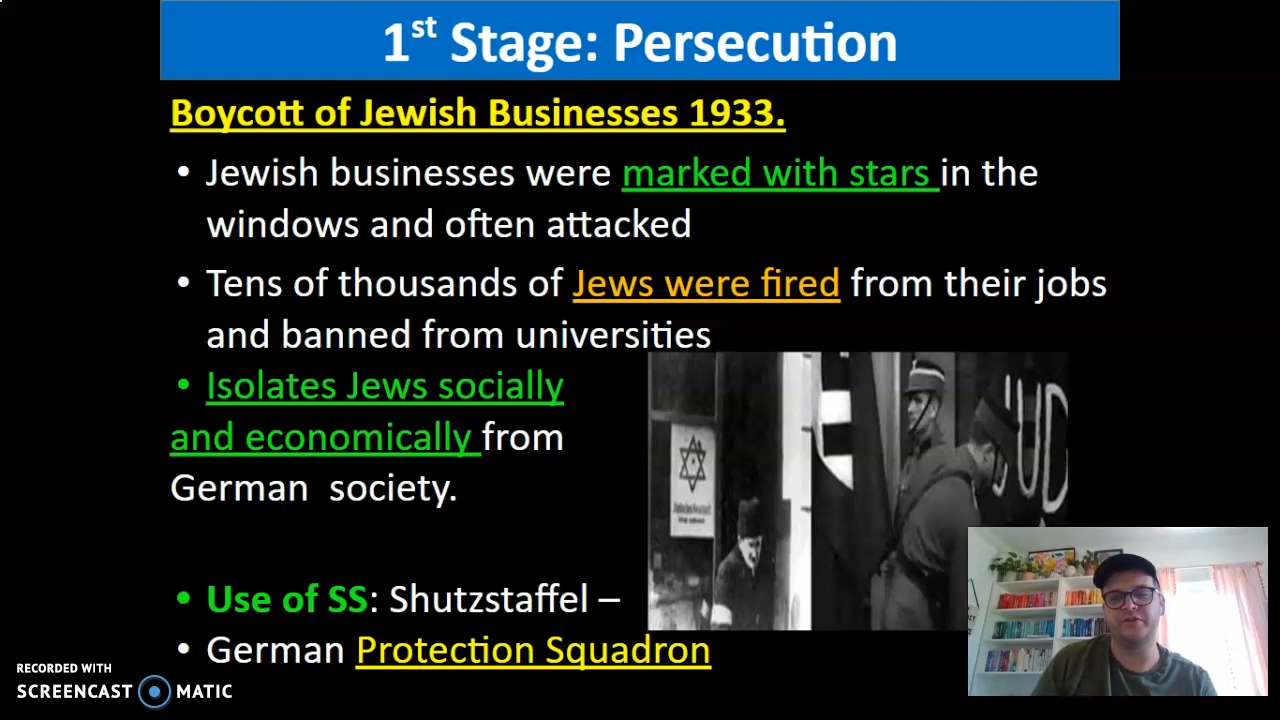 1st Stage: Persecution
Boycott of Jewish Businesses 1933.
• Jewish businesses were marked with stars in the
windows and often attacked
• Tens of thousands of Jews were fired from their jobs
and banned from universities
• Isolates Jews socially
and economically from
German society.
JUD
• Use of SS: Shutzstaffel –
• German Protection Squadron
RECORDED WITH
SCREENCAST MATIC